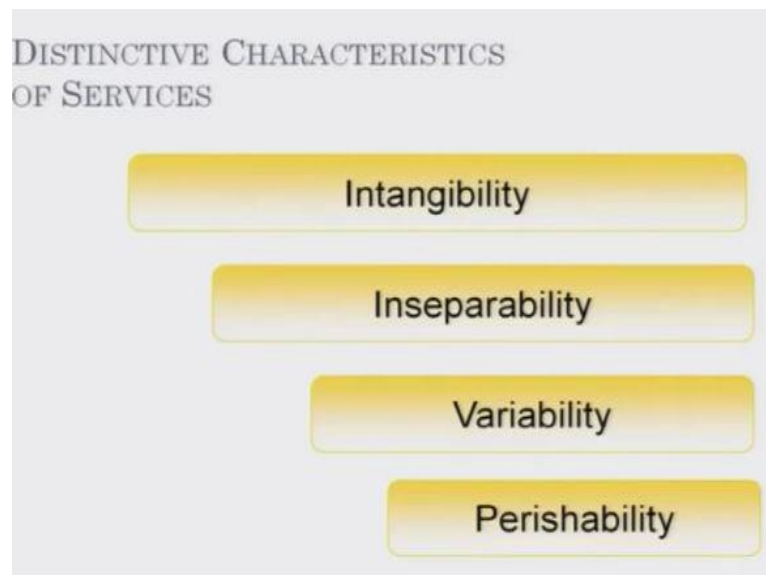 Distinctive Characteristics
of Services
Intangibility
Inseparability
Variability
Perishability